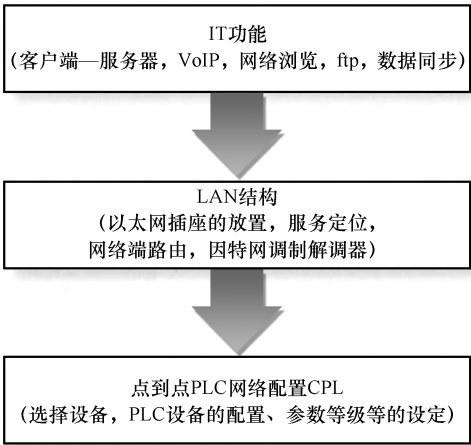 IT功能
(客户端—服务器，VoIP，网络浏览，ftp，数据同步)
LAN结构
(以太网插座的放置，服务定位，
网络端路由，因特网调制解调器)
点到点PLC网络配置CPL
(选择设备，PLC设备的配置、参数等级等的设定)